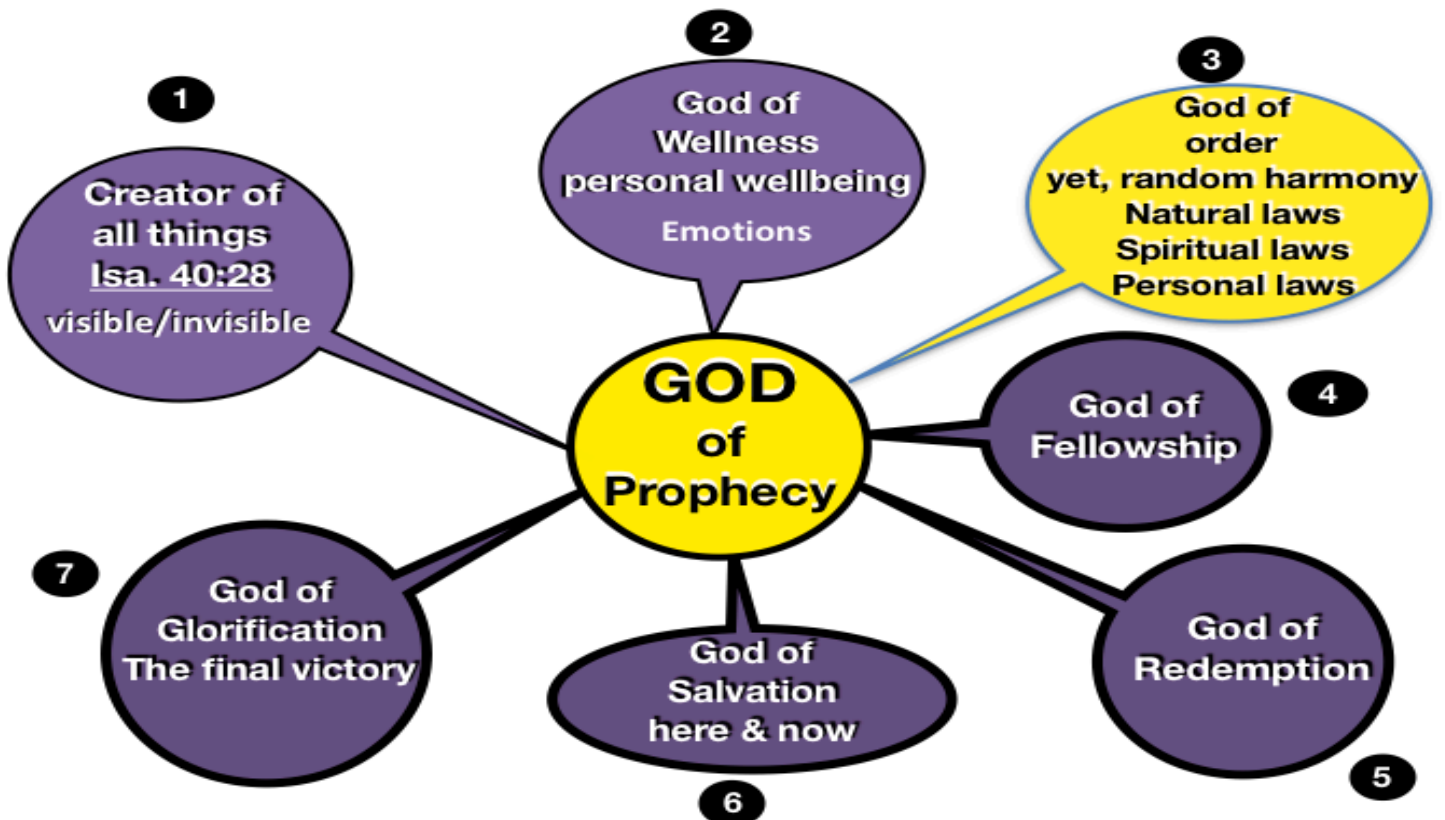 1
Creator of
all things
Isa. 40:28
visible/invisible
2
God of
Wellness
personal wellbeing
Emotions
3
God of
order
yet, random harmony
Natural laws
Spiritual laws
Personal laws
GOD
of
Prophecy
4
God of
Fellowship
5
God of
Redemption
6
God of
Salvation
here & now
7
God of
Glorification
The final victory